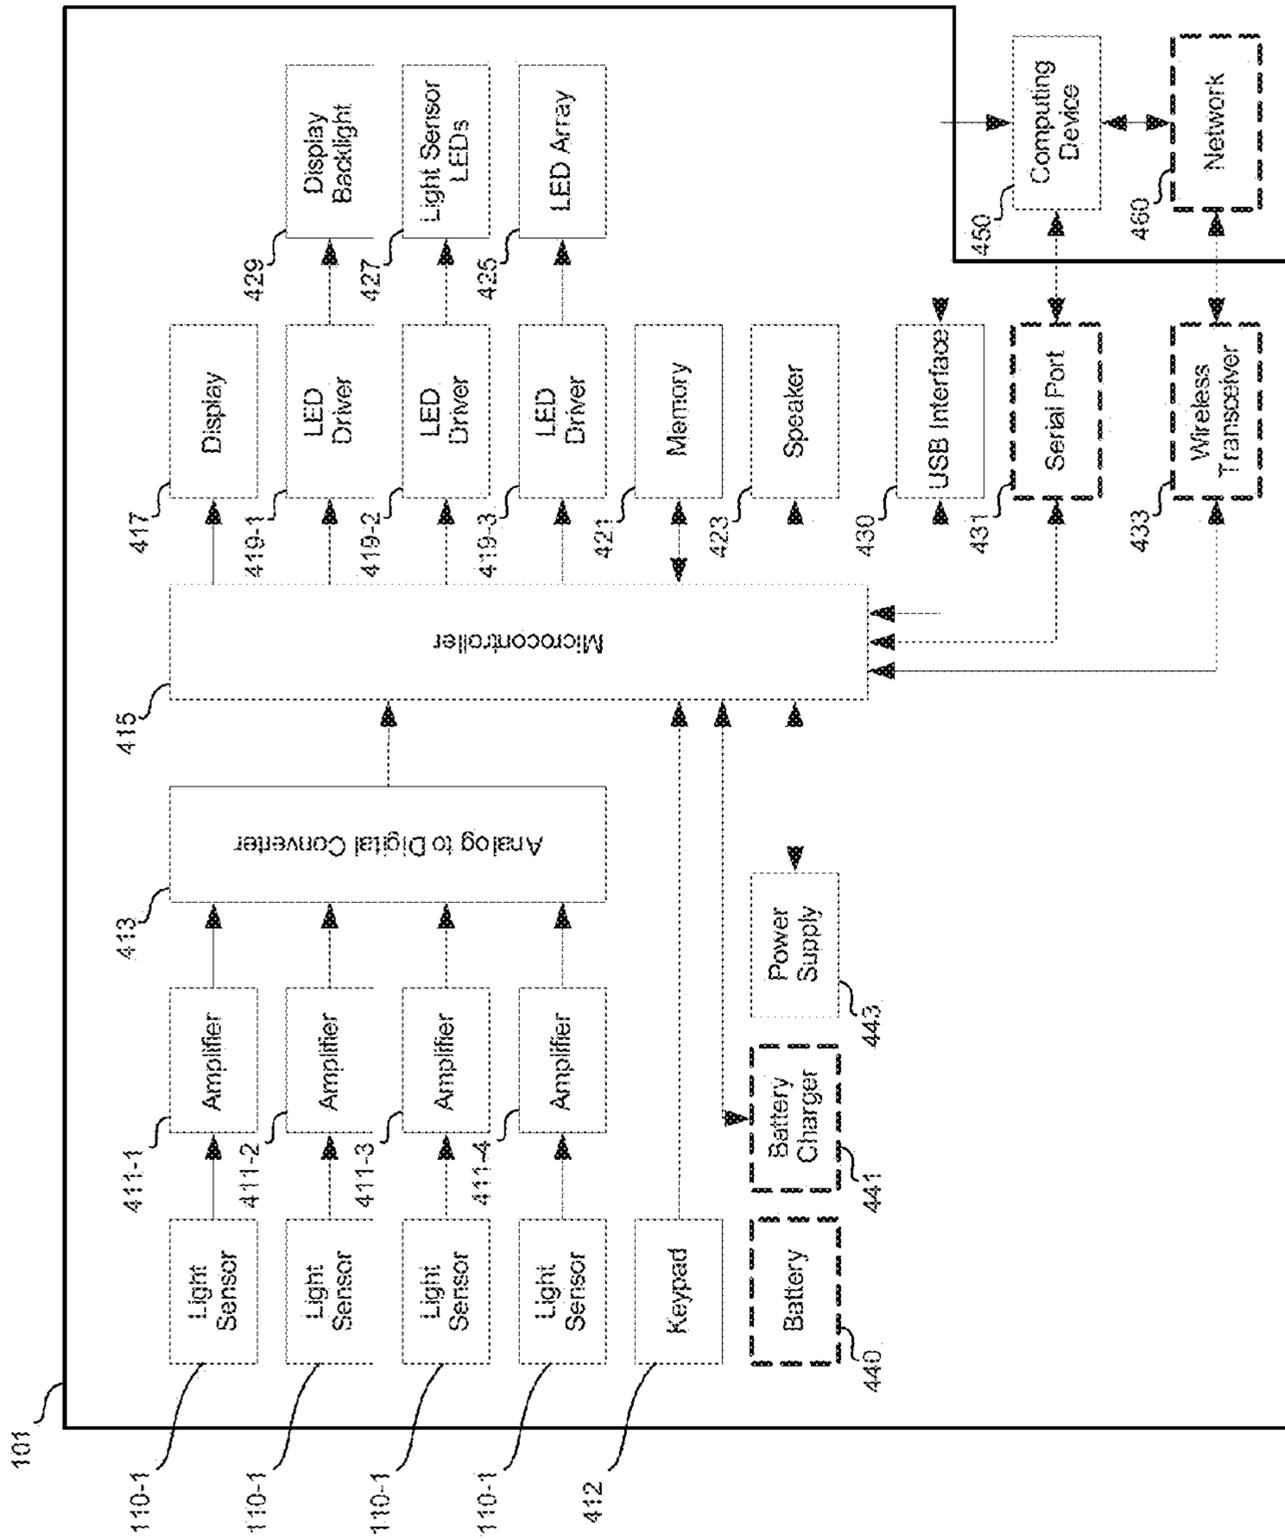 101
110-1
Light
Sensor
411-1
Amplifier
110-1
Light
Sensor
411-2
Amplifier
110-1
Light
Sensor
411-3
Amplifier
110-1
Light
Sensor
411-4
Amplifier
413
Analog to Digital Converter
415
Microcontroller
417
Display
419-1
LED
Driver
429
Display
Backlight
419-2
LED
Driver
427
Light Sensor
LEDs
419-3
LED
Driver
425
LED Array
412
Keypad
421
Memory
440
Battery
441
Battery
Charger
443
Power
Supply
423
Speaker
430
USB Interface
431
Serial Port
450
Computing
Device
433
Wireless
Transceiver
460
Network